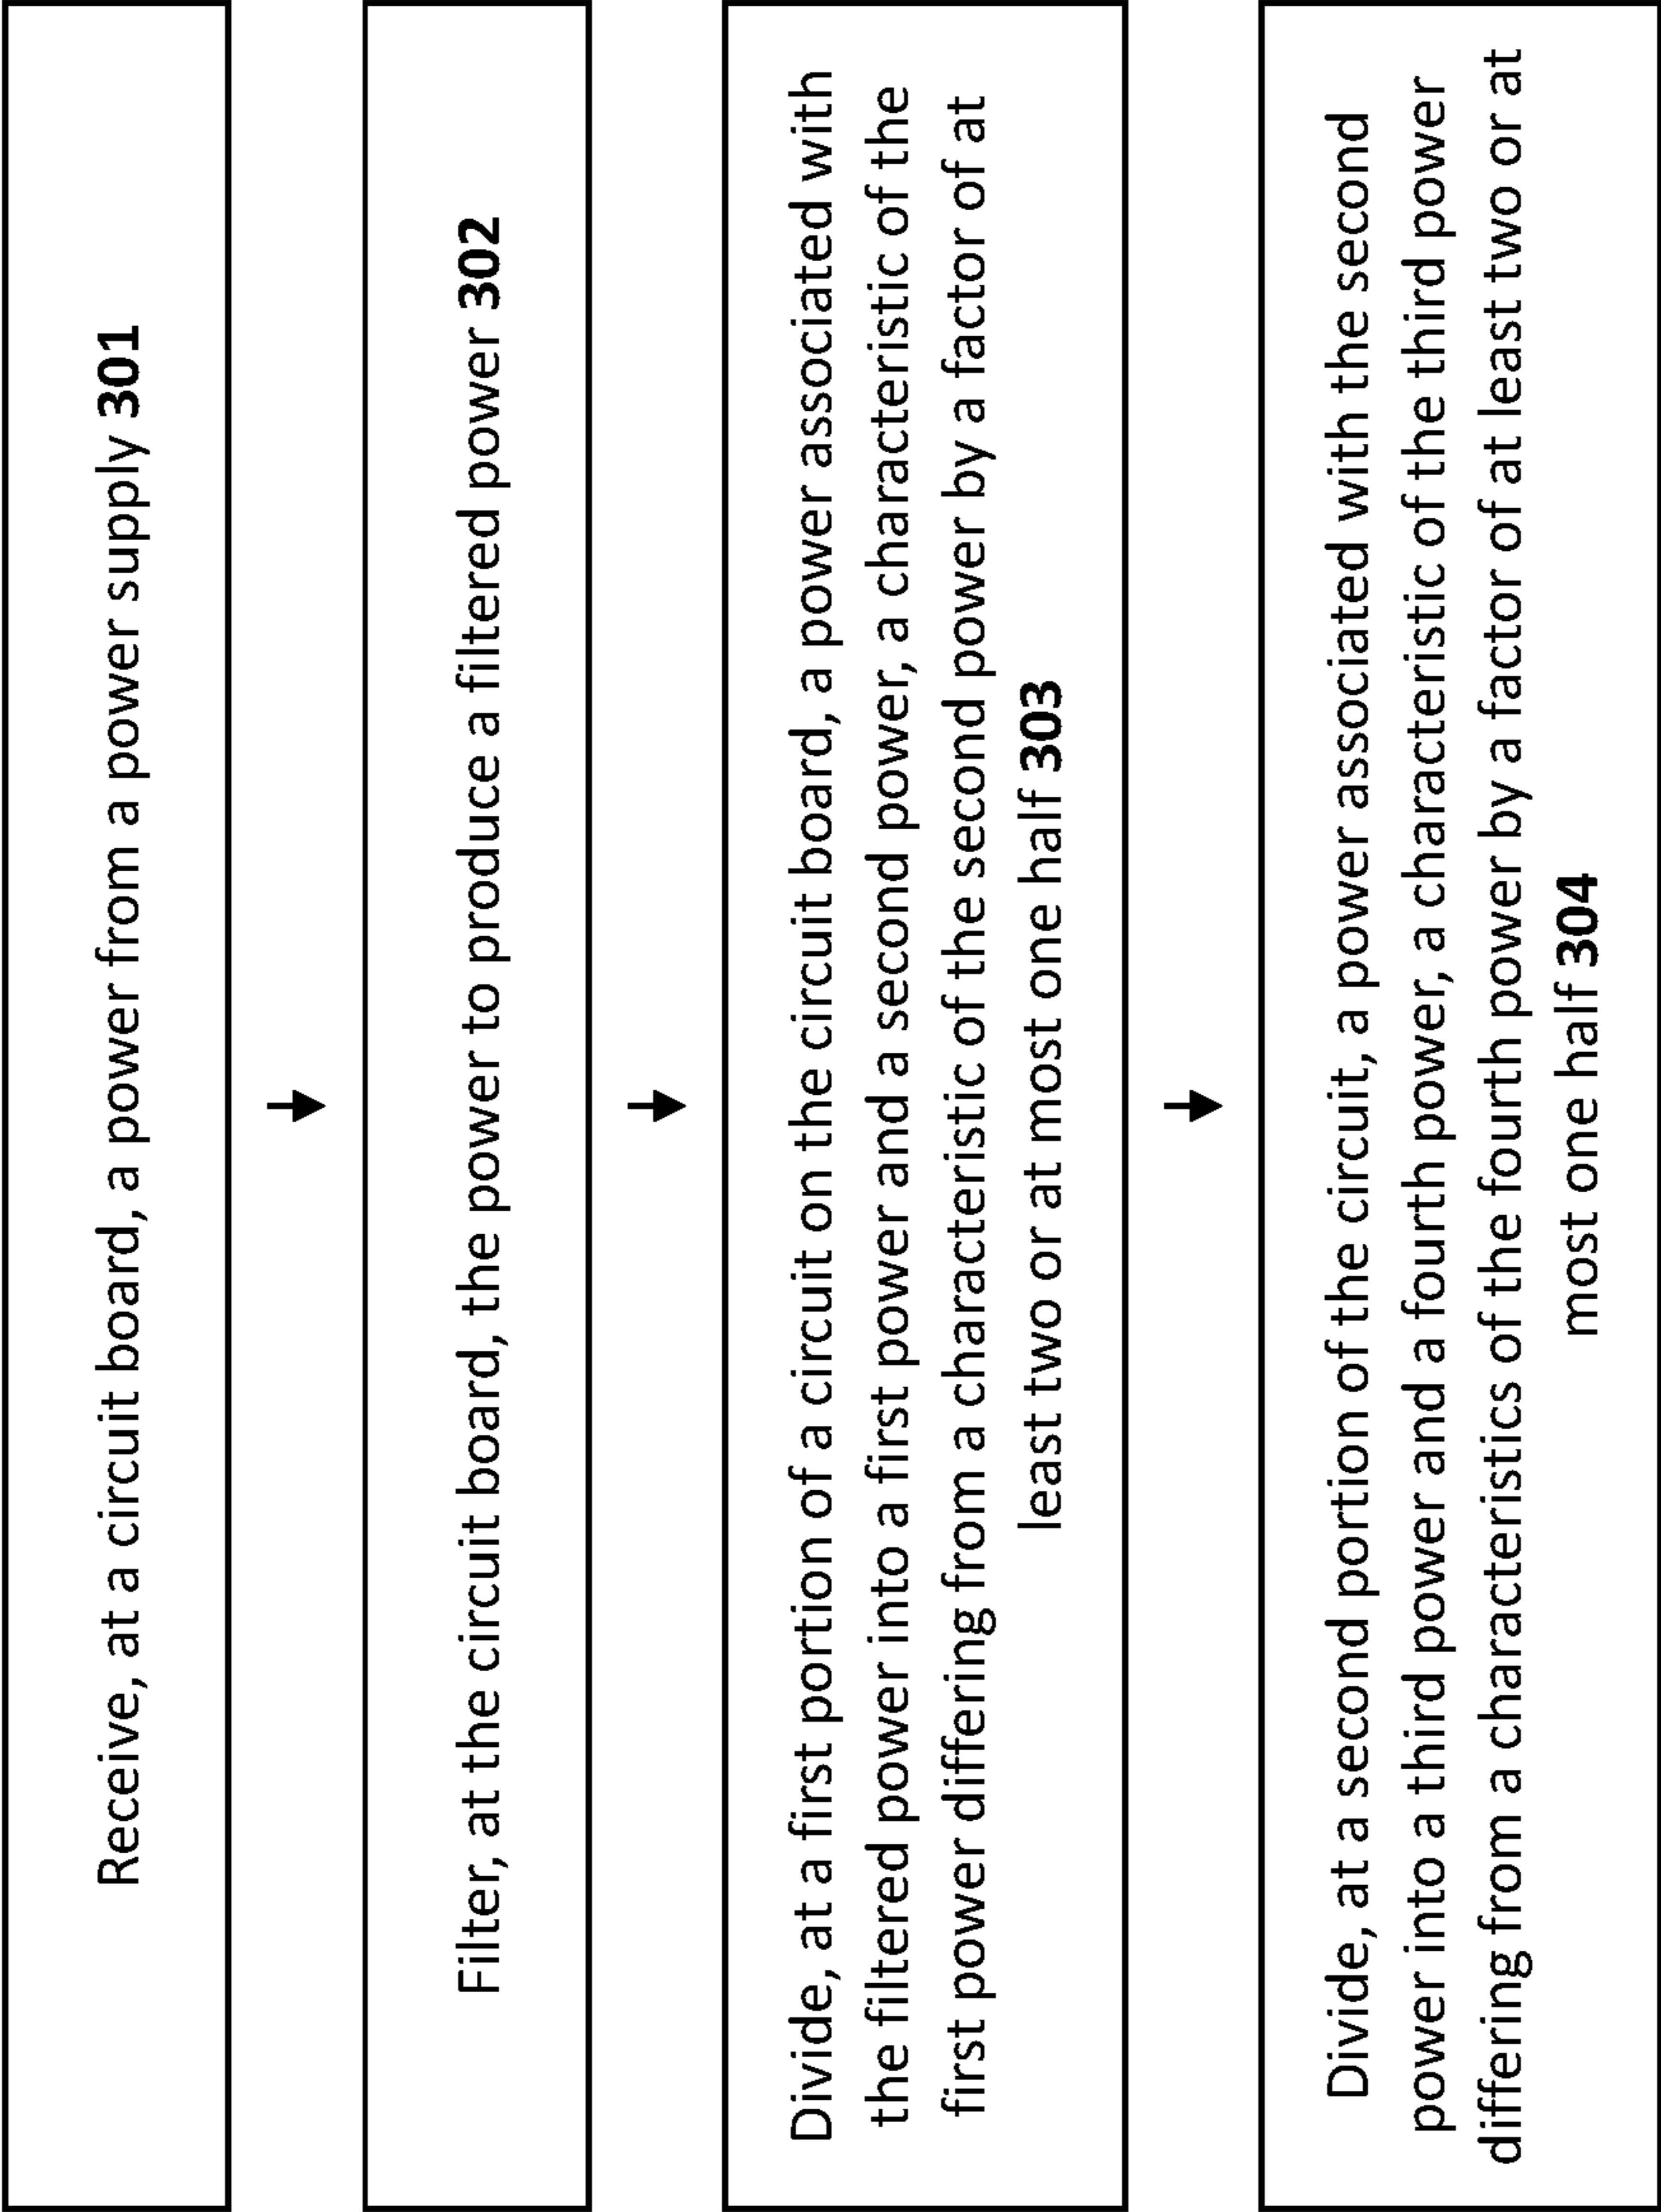 Receive, at a circuit board, a power from a power supply 301
Filter, at the circuit board, the power to produce a filtered power 302
Divide, at a first portion of a circuit on the circuit board, a power associated with
the filtered power into a first power and a second power, a characteristic of the
first power differing from a characteristic of the second power by a factor of at
least two or at most one half 303
Divide, at a second portion of the circuit, a power associated with the second
power into a third power and a fourth power, a characteristic of the third power
differing from a characteristics of the fourth power by a factor of at least two or at
most one half 304